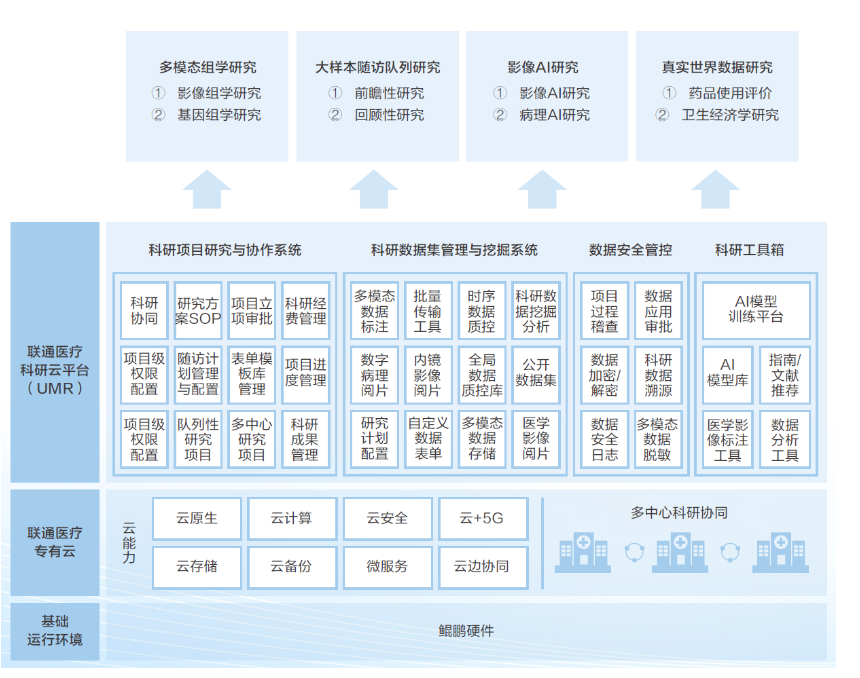 多模态组学研究
① 影像组学研究
② 基因组学研究
大样本随访队列研究
① 前瞻性研究
② 回顾性研究
影像AI研究
① 影像AI研究
② 病理AI研究
真实世界数据研究
① 药品使用评价
② 卫生经济学研究
联通医疗
科研云平台
（UMR）
科研项目研究与协作系统
科研
协同
研究方
案SOP
项目立
项审批
科研经
费管理
项目级
权限
配置
随访计
划管理
与配置
表单模
板库
管理
项目进
度管理
项目级
权限
配置
队列性
研究
项目
多中心
研究
项目
科研
成果
管理
科研数据集管理与挖掘系统
多模态
数据
标注
批量
传输
工具
时序
数据
质控
科研数
据挖掘
分析
数字
病理
阅片
内镜
影像
阅片
全局
数据
质控库
公开
数据集
研究
计划
配置
自定义
数据
表单
多模态
数据
存储
医学
影像
阅片
数据安全管控
项目
过程
稽查
数据
应用
审批
数据
加密/
解密
科研
数据
溯源
数据
安全
日志
多模态
数据
脱敏
科研工具箱
AI模型
训练平台
AI
模型库
指南/
文献
推荐
医学影
像标注
工具
数据
分析
工具
联通医疗
专有云
云
能
力
云原生
云计算
云安全
云+5G
云存储
云备份
微服务
云边协同
多中心科研协同
基础
运行环境
鲲鹏硬件